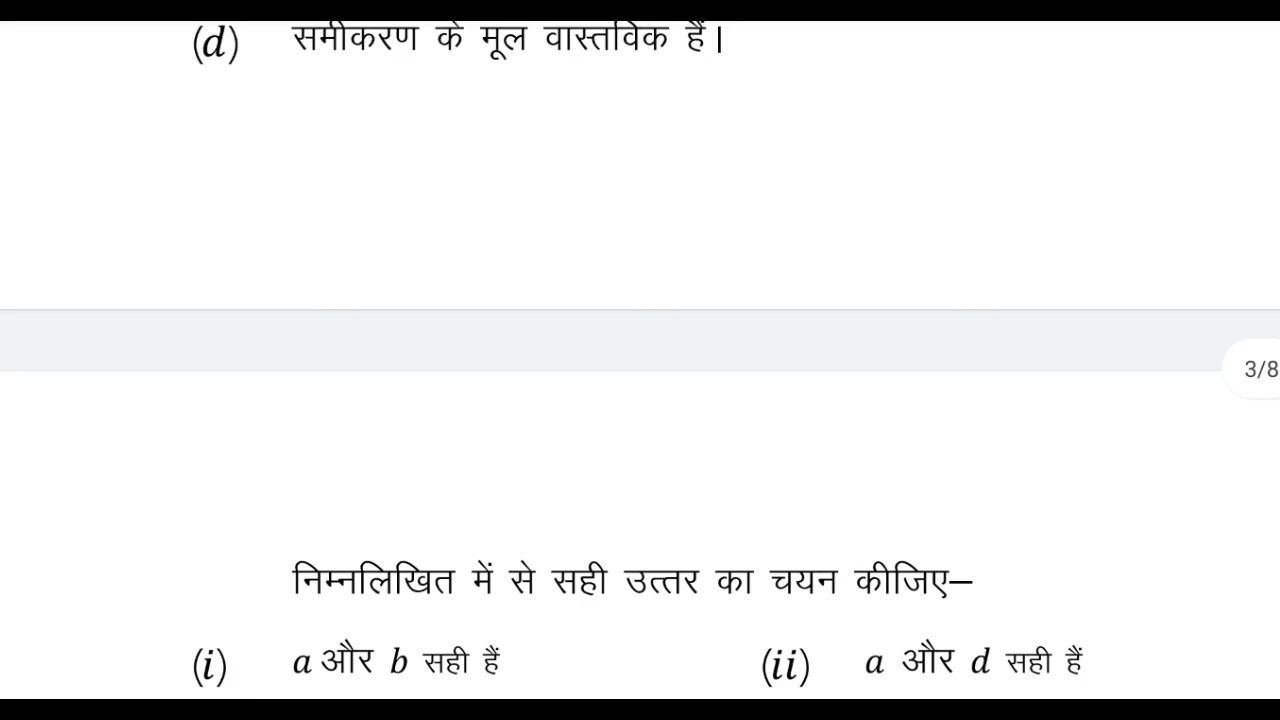 (d) समीकरण के मूल वास्तविक हैं।
3/8
निम्नलिखित में से सही उत्तर का चयन कीजिए–
(i) a और b सही हैं (ii) a और d सही हैं